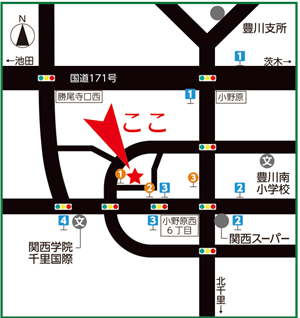 N
豊川支所
←池田
茨木→
1
国道171号
勝尾寺口西
1
小野原
ここ
豊川南
小学校
文
1
2
3
3
2
4
文
3
小野原西
6丁目
2
関西学院
千里国際
関西スーパー
北千里→